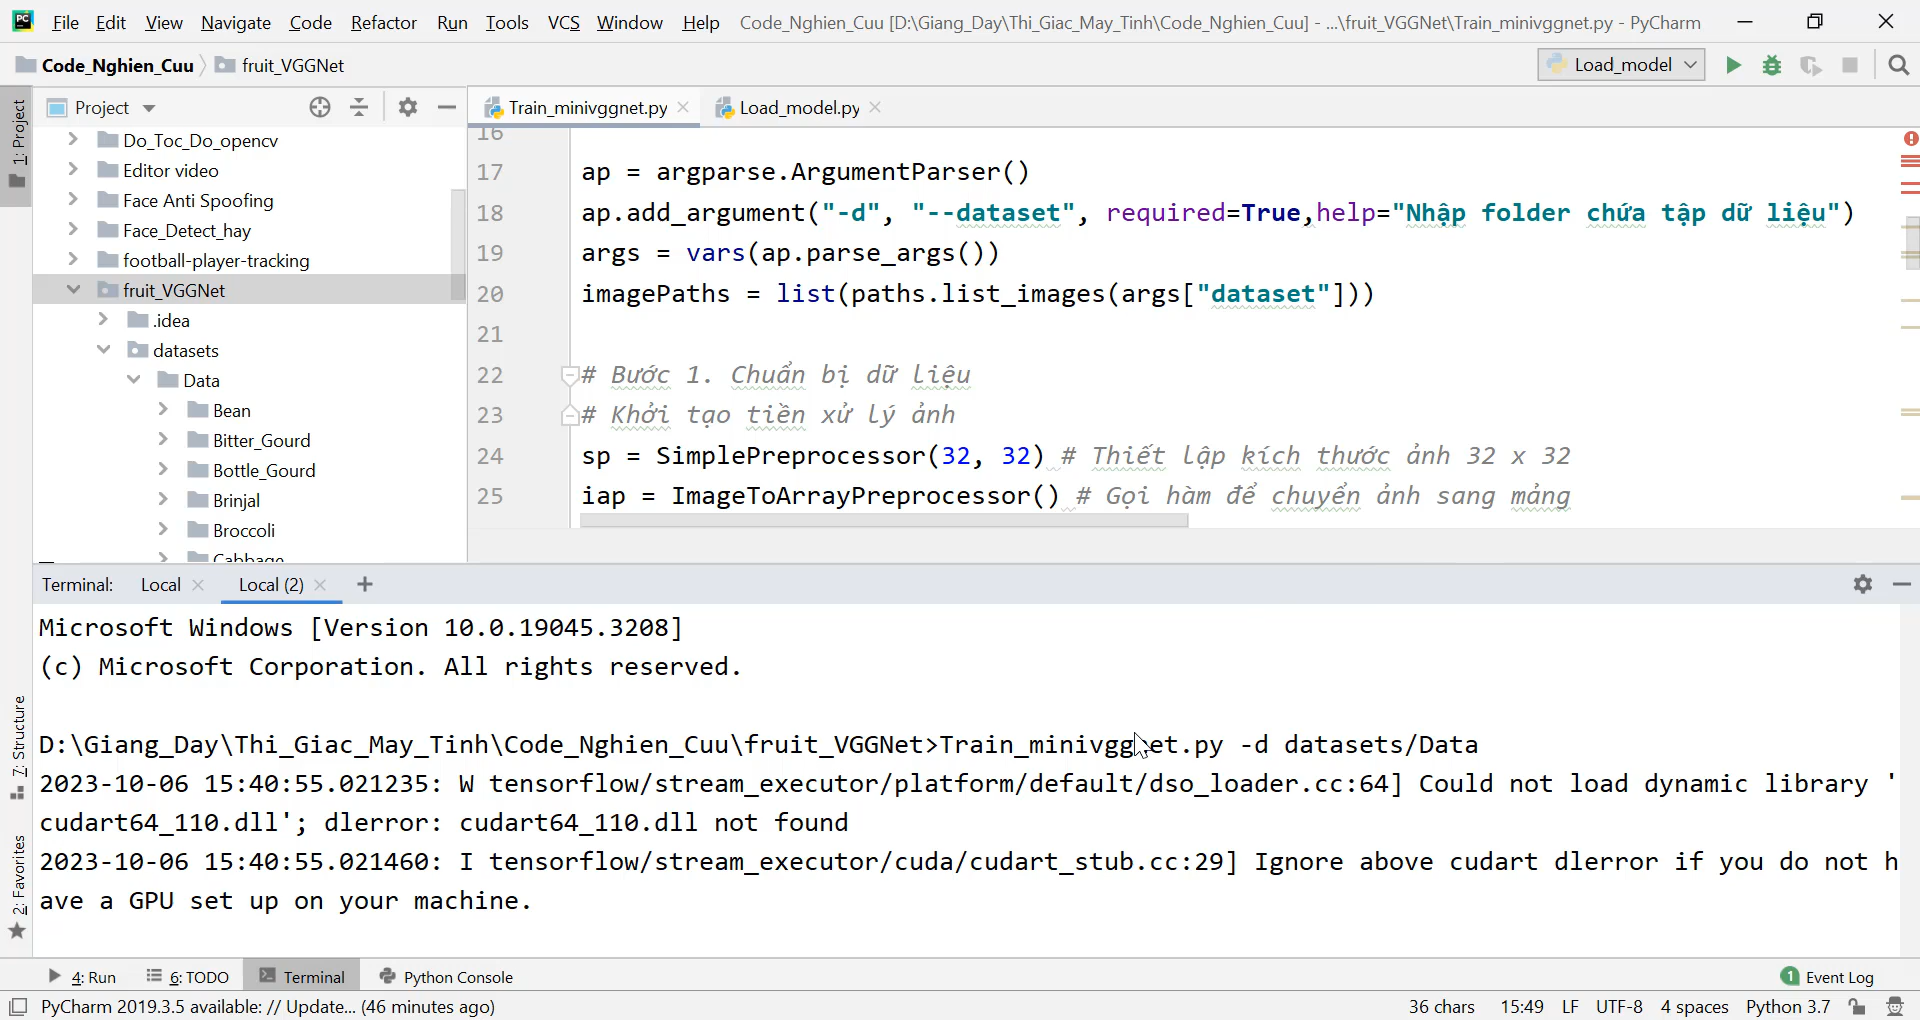 File Edit View Navigate Code Refactor Run Tools VCS Window Help Code_Nghien_Cuu [D:\Giang_Day\Thi_Giac_May_Tinh\Code_Nghien_Cuu] - ...\fruit_VGGNet\Train_minivggnet.py - PyCharm
Code_Nghien_Cuu fruit_VGGNet Load_model
1: Project
Project
Do_Toc_Do_opencv
Editor video
Face Anti Spoofing
Face_Detect_hay
football-player-tracking
fruit_VGGNet
.idea
datasets
Data
Bean
Bitter_Gourd
Bottle_Gourd
Brinjal
Broccoli
Cabbage
Train_minivggnet.py Load_model.py
16
17 ap = argparse.ArgumentParser()
18 ap.add_argument("-d", "--dataset", required=True,help="Nhập folder chứa tập dữ liệu")
19 args = vars(ap.parse_args())
20 imagePaths = list(paths.list_images(args["dataset"]))
21
22 # Bước 1. Chuẩn bị dữ liệu
23 # Khởi tạo tiền xử lý ảnh
24 sp = SimplePreprocessor(32, 32) # Thiết lập kích thước ảnh 32 x 32
25 iap = ImageToArrayPreprocessor() # Gọi hàm để chuyển ảnh sang mảng
Terminal: Local Local (2)
Microsoft Windows [Version 10.0.19045.3208]
(c) Microsoft Corporation. All rights reserved.
D:\Giang_Day\Thi_Giac_May_Tinh\Code_Nghien_Cuu\fruit_VGGNet>Train_minivggnet.py -d datasets/Data
2023-10-06 15:40:55.021235: W tensorflow/stream_executor/platform/default/dso_loader.cc:64] Could not load dynamic library '
cudart64_110.dll'; dlerror: cudart64_110.dll not found
2023-10-06 15:40:55.021460: I tensorflow/stream_executor/cuda/cudart_stub.cc:29] Ignore above cudart dlerror if you do not h
ave a GPU set up on your machine.
7: Structure
2: Favorites
4: Run 6: TODO Terminal Python Console 1 Event Log
PyCharm 2019.3.5 available: // Update... (46 minutes ago) 36 chars 15:49 LF UTF-8 4 spaces Python 3.7